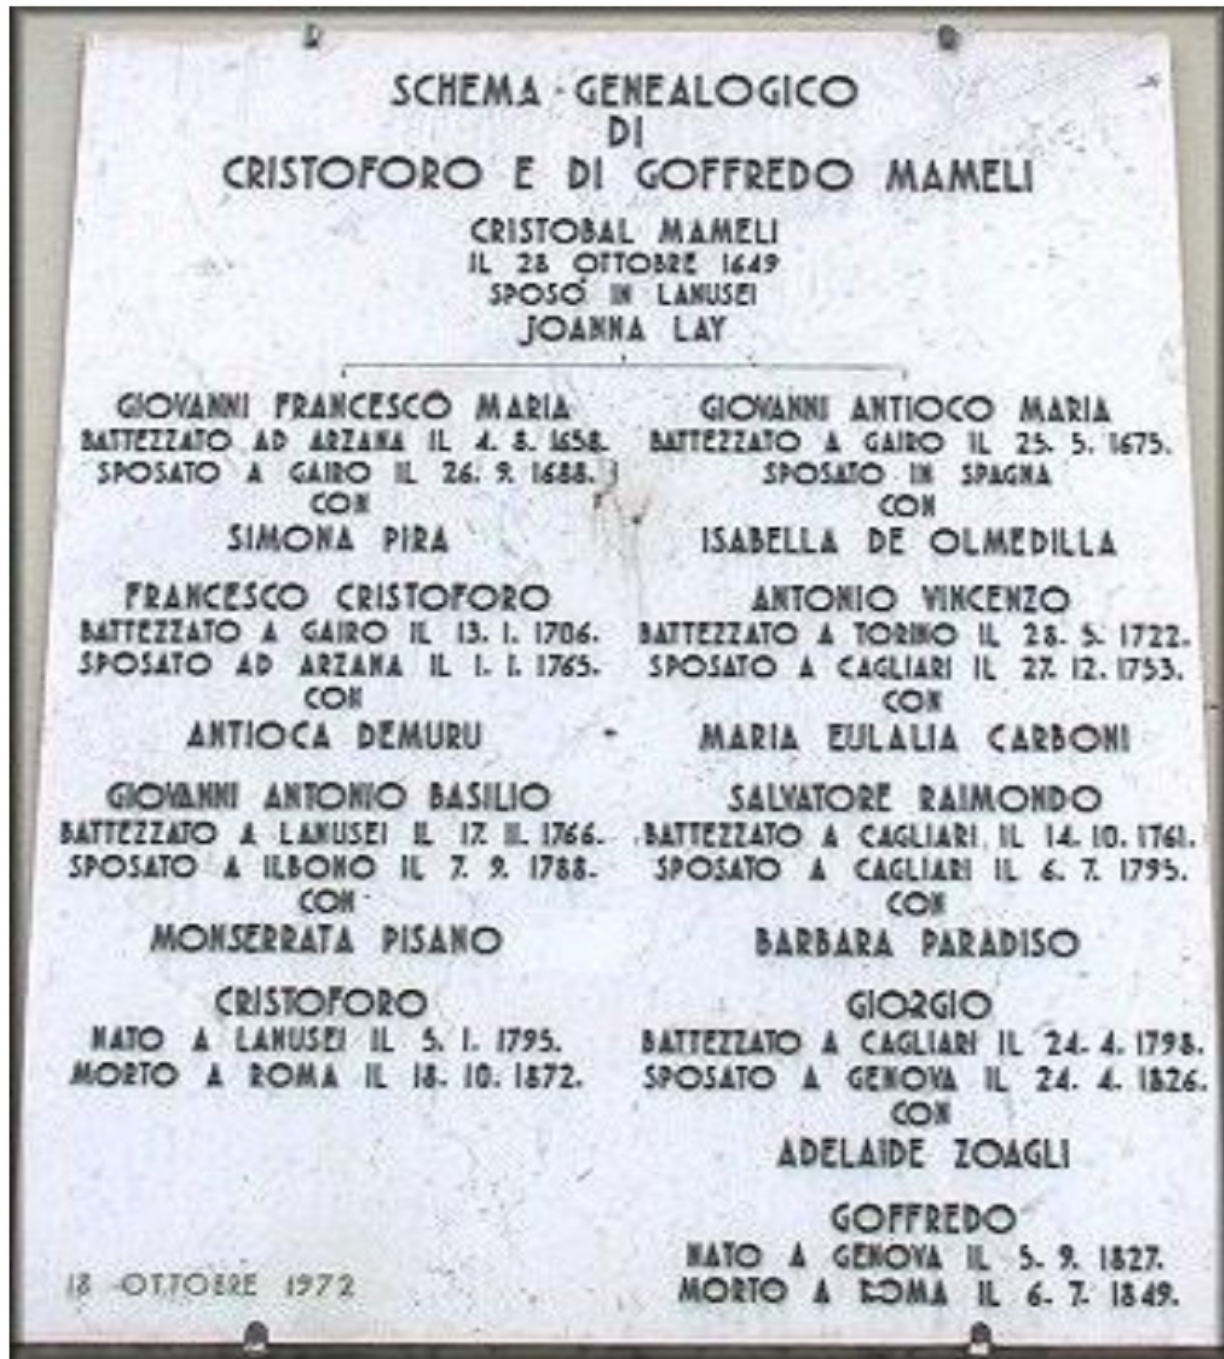 SCHEMA - GENEALOGICO
DI
CRISTOFORO E DI GOFFREDO MAMELI
CRISTOBAL MAMELI
IL 28 OTTOBRE 1649
SPOSÒ IN LANUSEI
JOANNA LAY
GIOVANNI FRANCESCO MARIA
BATTEZZATO AD ARZANA IL 4. 8. 1658.
SPOSATO A GAIRO IL 26. 9. 1688.
CON
SIMONA PIRA
FRANCESCO CRISTOFORO
BATTEZZATO A GAIRO IL 13. 1. 1706.
SPOSATO AD ARZANA IL 1. 1. 1765.
CON
ANTIOCA DEMURU
GIOVANNI ANTONIO BASILIO
BATTEZZATO A LANUSEI IL 17. 11. 1766.
SPOSATO A ILBONO IL 7. 9. 1788.
CON
MONSERRATA PISANO
CRISTOFORO
NATO A LANUSEI IL 5. 1. 1795.
MORTO A ROMA IL 18. 10. 1872.
18 OTTOBRE 1972
GIOVANNI ANTIOCO MARIA
BATTEZZATO A GAIRO IL 25. 5. 1675.
SPOSATO IN SPAGNA
CON
ISABELLA DE OLMEDILLA
ANTONIO VINCENZO
BATTEZZATO A TORINO IL 28. 5. 1722.
SPOSATO A CAGLIARI IL 27. 12. 1753.
CON
MARIA EULALIA CARBONI
SALVATORE RAIMONDO
BATTEZZATO A CAGLIARI IL 14. 10. 1761.
SPOSATO A CAGLIARI IL 6. 7. 1795.
CON
BARBARA PARADISO
GIORGIO
BATTEZZATO A CAGLIARI IL 24. 4. 1798.
SPOSATO A GENOVA IL 24. 4. 1826.
CON
ADELAIDE ZOAGLI
GOFFREDO
NATO A GENOVA IL 5. 9. 1827.
MORTO A ROMA IL 6. 7. 1849.